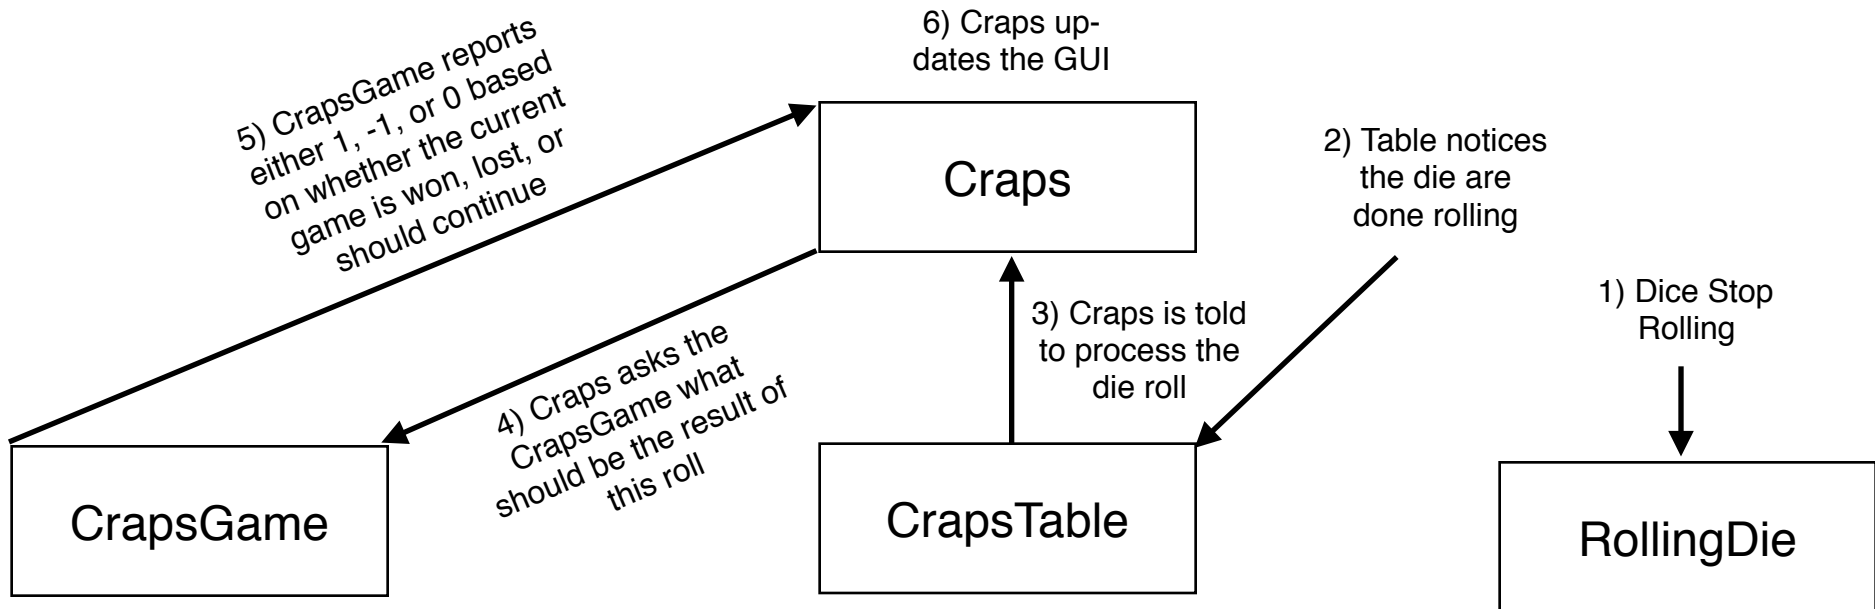 5) CrapsGame reports
either 1, -1, or 0 based
on whether the current
game is won, lost, or
should continue
6) Craps up-
dates the GUI
Craps
2) Table notices
the die are
done rolling
1) Dice Stop
Rolling
3) Craps is told
to process the
die roll
4) Craps asks the
CrapsGame what
should be the result of
this roll
CrapsGame
CrapsTable
RollingDie